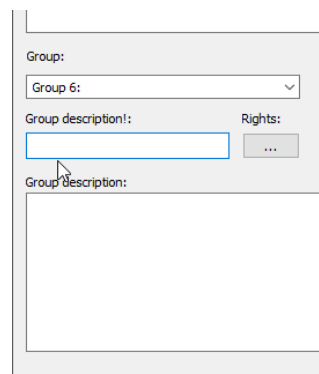 Group:
Group 6:
Group description!: Rights:
...
Group description: